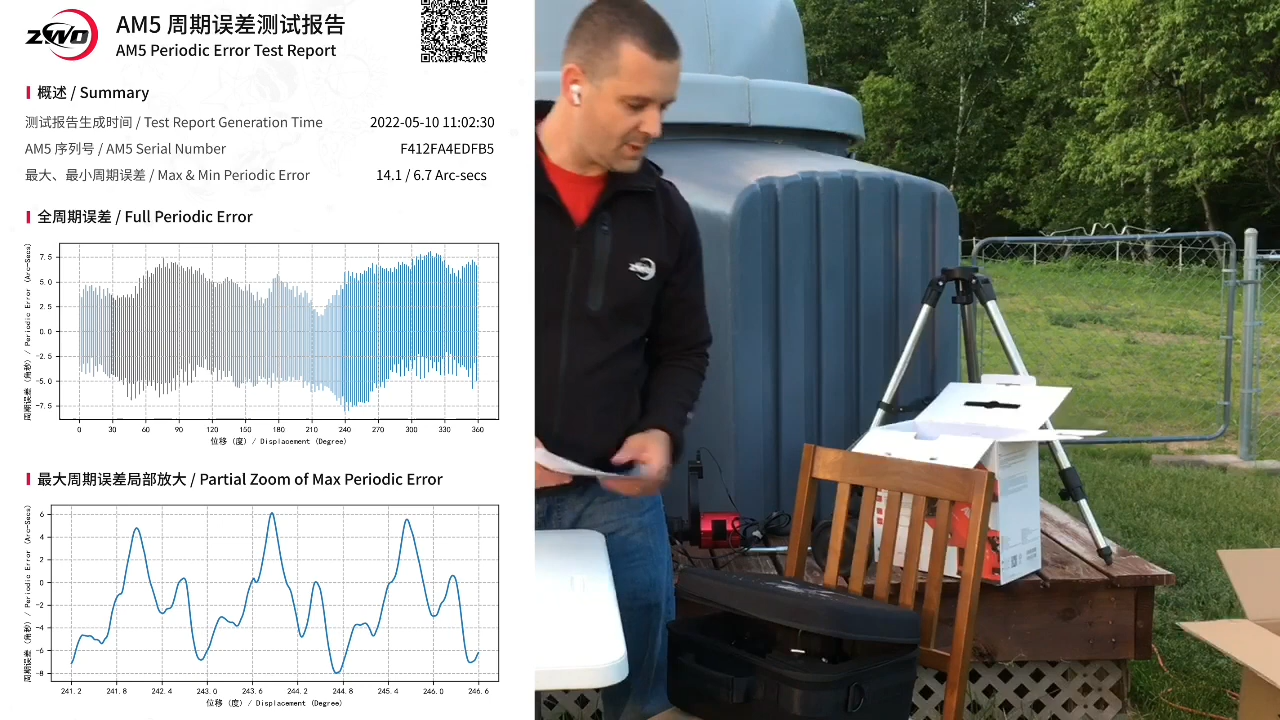 ZWO
AM5 周期误差测试报告
AM5 Periodic Error Test Report
概述 / Summary
测试报告生成时间 / Test Report Generation Time 2022-05-10 11:02:30
AM5 序列号 / AM5 Serial Number F412FA4EDFB5
最大、最小周期误差 / Max & Min Periodic Error 14.1 / 6.7 Arc-secs
全周期误差 / Full Periodic Error
周期误差 (角秒) / Periodic Error (Arc-Secs)
7.5
5.0
2.5
0.0
-2.5
-5.0
-7.5
0 30 60 90 120 150 180 210 240 270 300 330 360
位移 (度) / Displacement (Degree)
最大周期误差局部放大 / Partial Zoom of Max Periodic Error
周期误差 (角秒) / Periodic Error (Arc-Secs)
6
4
2
0
-2
-4
-6
-8
241.2 241.8 242.4 243.0 243.6 244.2 244.8 245.4 246.0 246.6
位移 (度) / Displacement (Degree)
ZWO